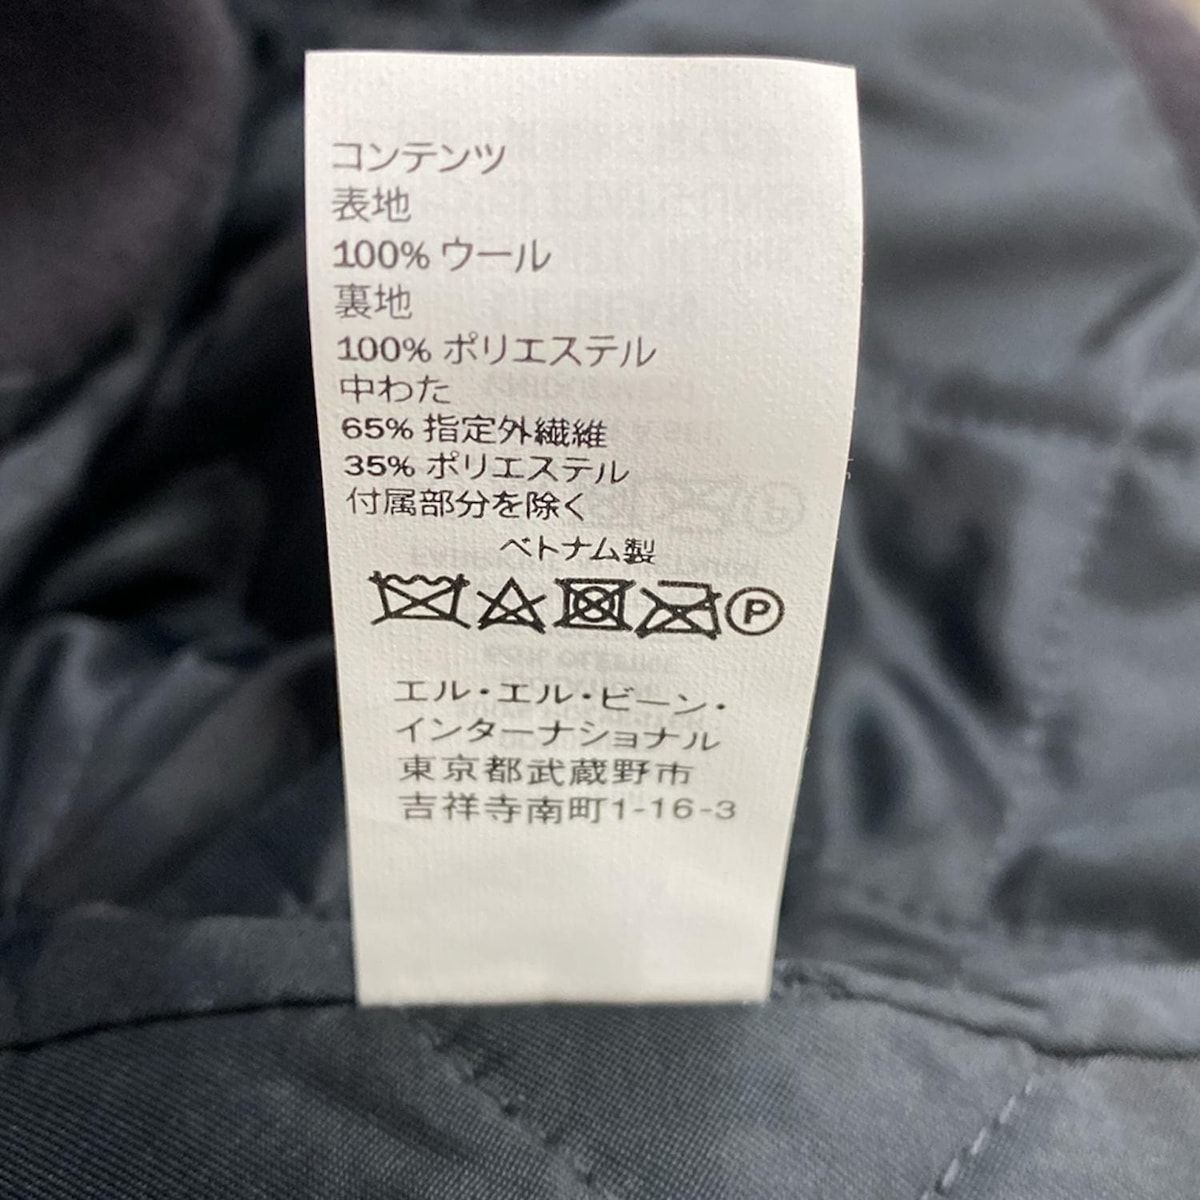 コンテンツ
表地
100% ウール
裏地
100% ポリエステル
中わた
65% 指定外繊維
35% ポリエステル
付属部分を除く
ベトナム製
P
エル・エル・ビーン・
インターナショナル
東京都武蔵野市
吉祥寺南町1-16-3